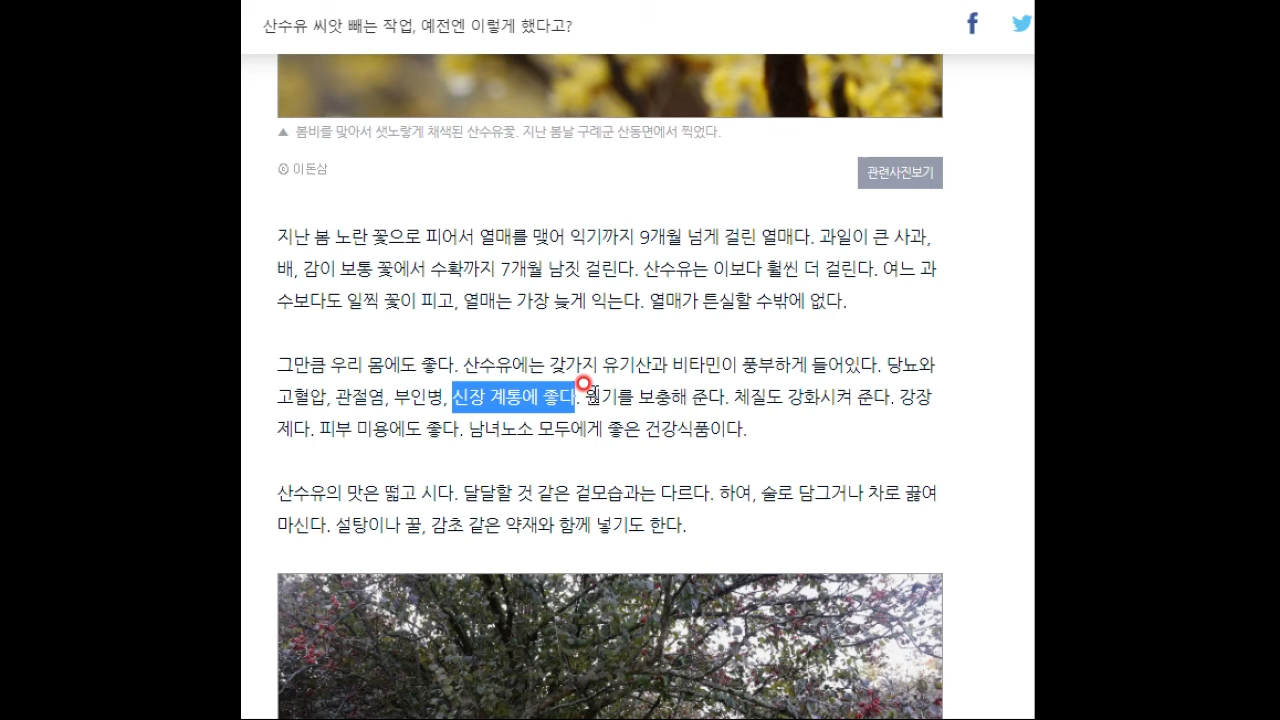 산수유 씨앗 빼는 작업, 예전엔 이렇게 했다고?
▲ 봄비를 맞아서 샛노랗게 채색된 산수유꽃. 지난 봄날 구례군 산동면에서 찍었다.
ⓒ 이돈삼
관련사진보기
지난 봄 노란 꽃으로 피어서 열매를 맺어 익기까지 9개월 넘게 걸린 열매다. 과일이 큰 사과,
배, 감이 보통 꽃에서 수확까지 7개월 남짓 걸린다. 산수유는 이보다 훨씬 더 걸린다. 여느 과
수보다도 일찍 꽃이 피고, 열매는 가장 늦게 익는다. 열매가 튼실할 수밖에 없다.
그만큼 우리 몸에도 좋다. 산수유에는 갖가지 유기산과 비타민이 풍부하게 들어있다. 당뇨와
고혈압, 관절염, 부인병, 신장 계통에 좋다. 원기를 보충해 준다. 체질도 강화시켜 준다. 강장
제다. 피부 미용에도 좋다. 남녀노소 모두에게 좋은 건강식품이다.
산수유의 맛은 떫고 시다. 달달할 것 같은 겉모습과는 다르다. 하여, 술로 담그거나 차로 끓여
마신다. 설탕이나 꿀, 감초 같은 약재와 함께 넣기도 한다.